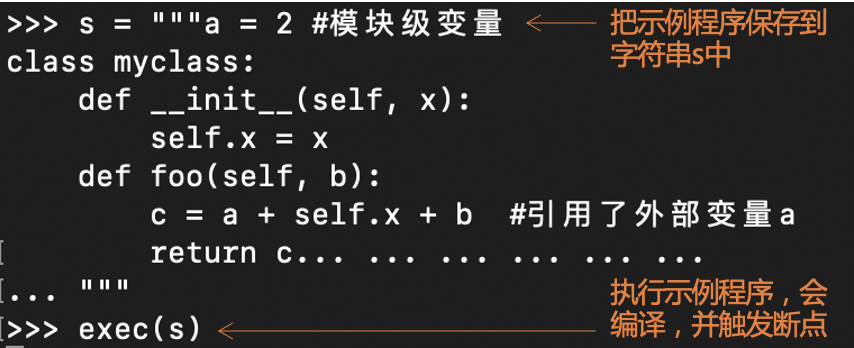 >>> s = """a = 2 #模块级变量
把示例程序保存到
字符串s中
class myclass:
    def __init__(self, x):
        self.x = x
    def foo(self, b):
        c = a + self.x + b  #引用了外部变量a
        return c... ... ... ... ... ...
... """
>>> exec(s)
执行示例程序，会
编译，并触发断点